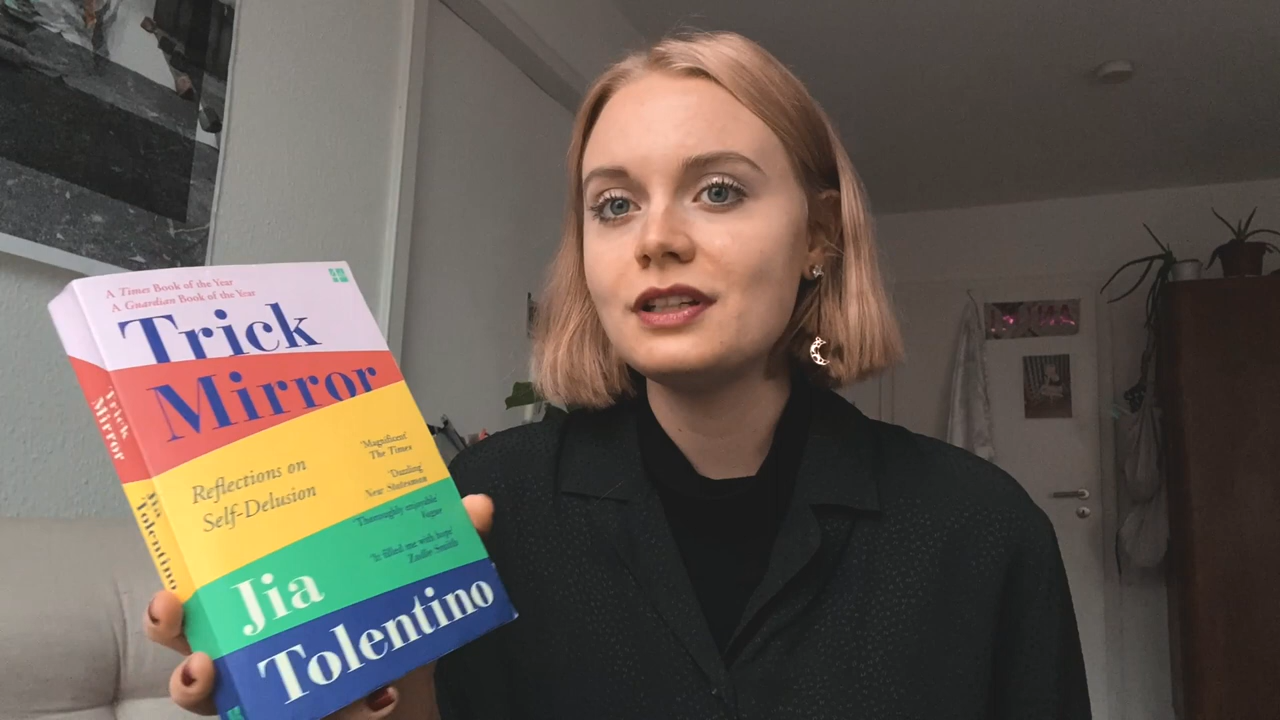 A Times Book of the Year
A Guardian Book of the Year
Trick
Mirror
Reflections on
Self-Delusion
'Magnificent'
The Times
'Dazzling'
New Statesman
'Thoroughly enjoyable'
Vogue
'It filled me with hope'
Zadie Smith
Jia
Tolentino
Trick
Mirror
Jia
Tolentino